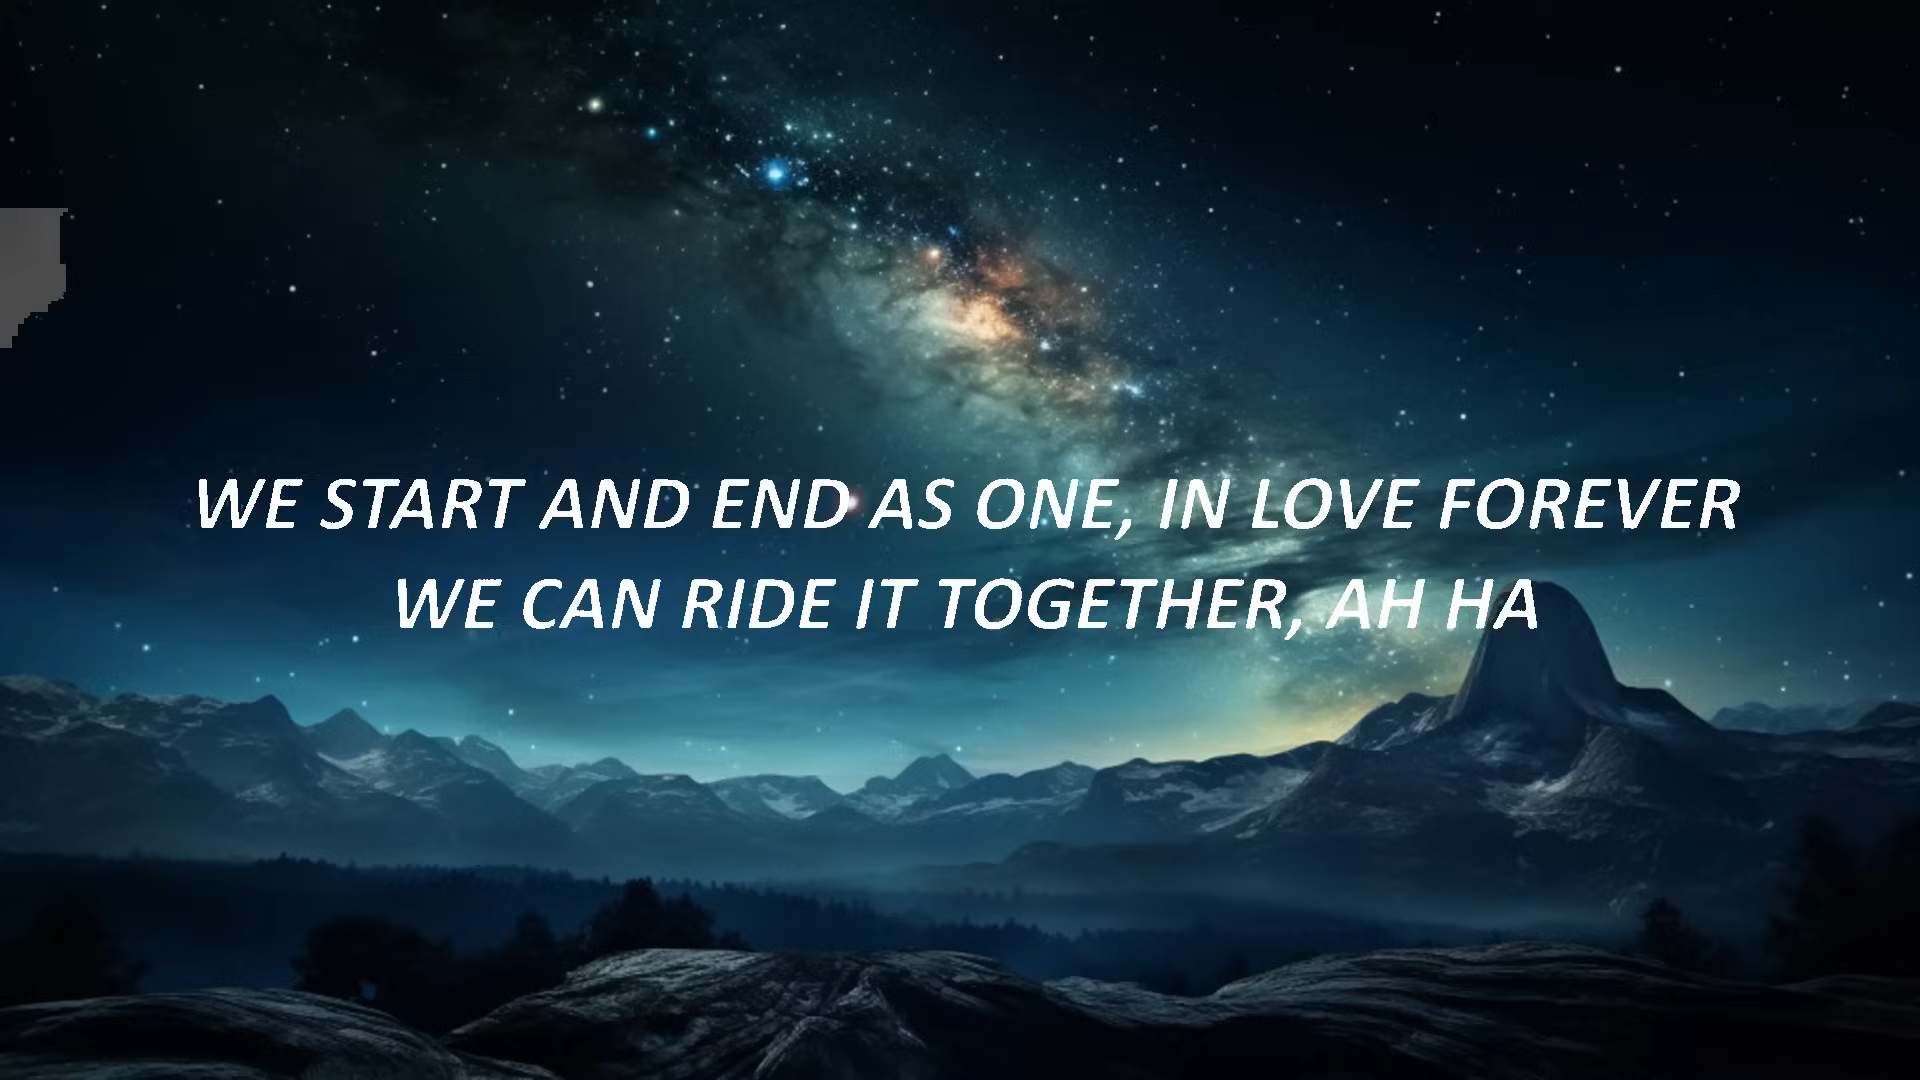 WE START AND END AS ONE, IN LOVE FOREVER
WE CAN RIDE IT TOGETHER, AH HA